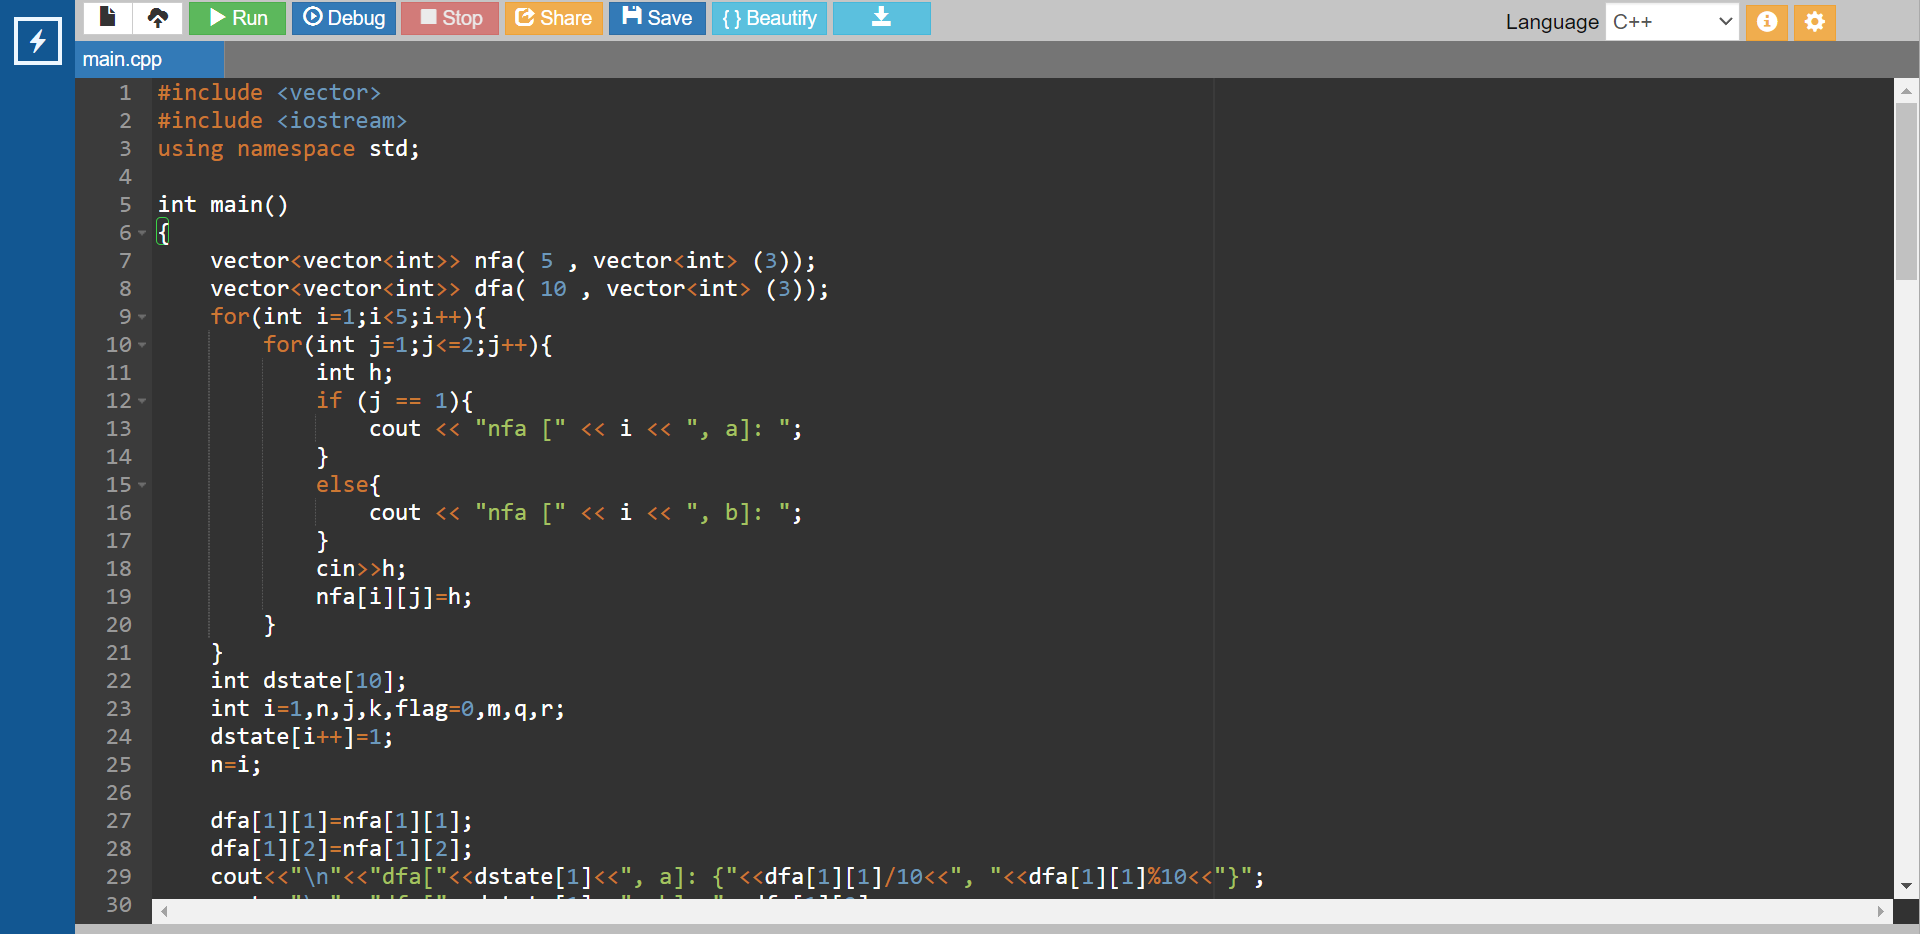 Run Debug Stop Share Save { } Beautify Language C++
main.cpp
1 #include <vector>
2 #include <iostream>
3 using namespace std;
4
5 int main()
6 {
7 vector<vector<int>> nfa( 5 , vector<int> (3));
8 vector<vector<int>> dfa( 10 , vector<int> (3));
9 for(int i=1;i<5;i++){
10 for(int j=1;j<=2;j++){
11 int h;
12 if (j == 1){
13 cout << "nfa [" << i << ", a]: ";
14 }
15 else{
16 cout << "nfa [" << i << ", b]: ";
17 }
18 cin>>h;
19 nfa[i][j]=h;
20 }
21 }
22 int dstate[10];
23 int i=1,n,j,k,flag=0,m,q,r;
24 dstate[i++]=1;
25 n=i;
26
27 dfa[1][1]=nfa[1][1];
28 dfa[1][2]=nfa[1][2];
29 cout<<"\n"<<"dfa["<<dstate[1]<<", a]: {"<<dfa[1][1]/10<<", "<<dfa[1][1]%10<<"}";
30